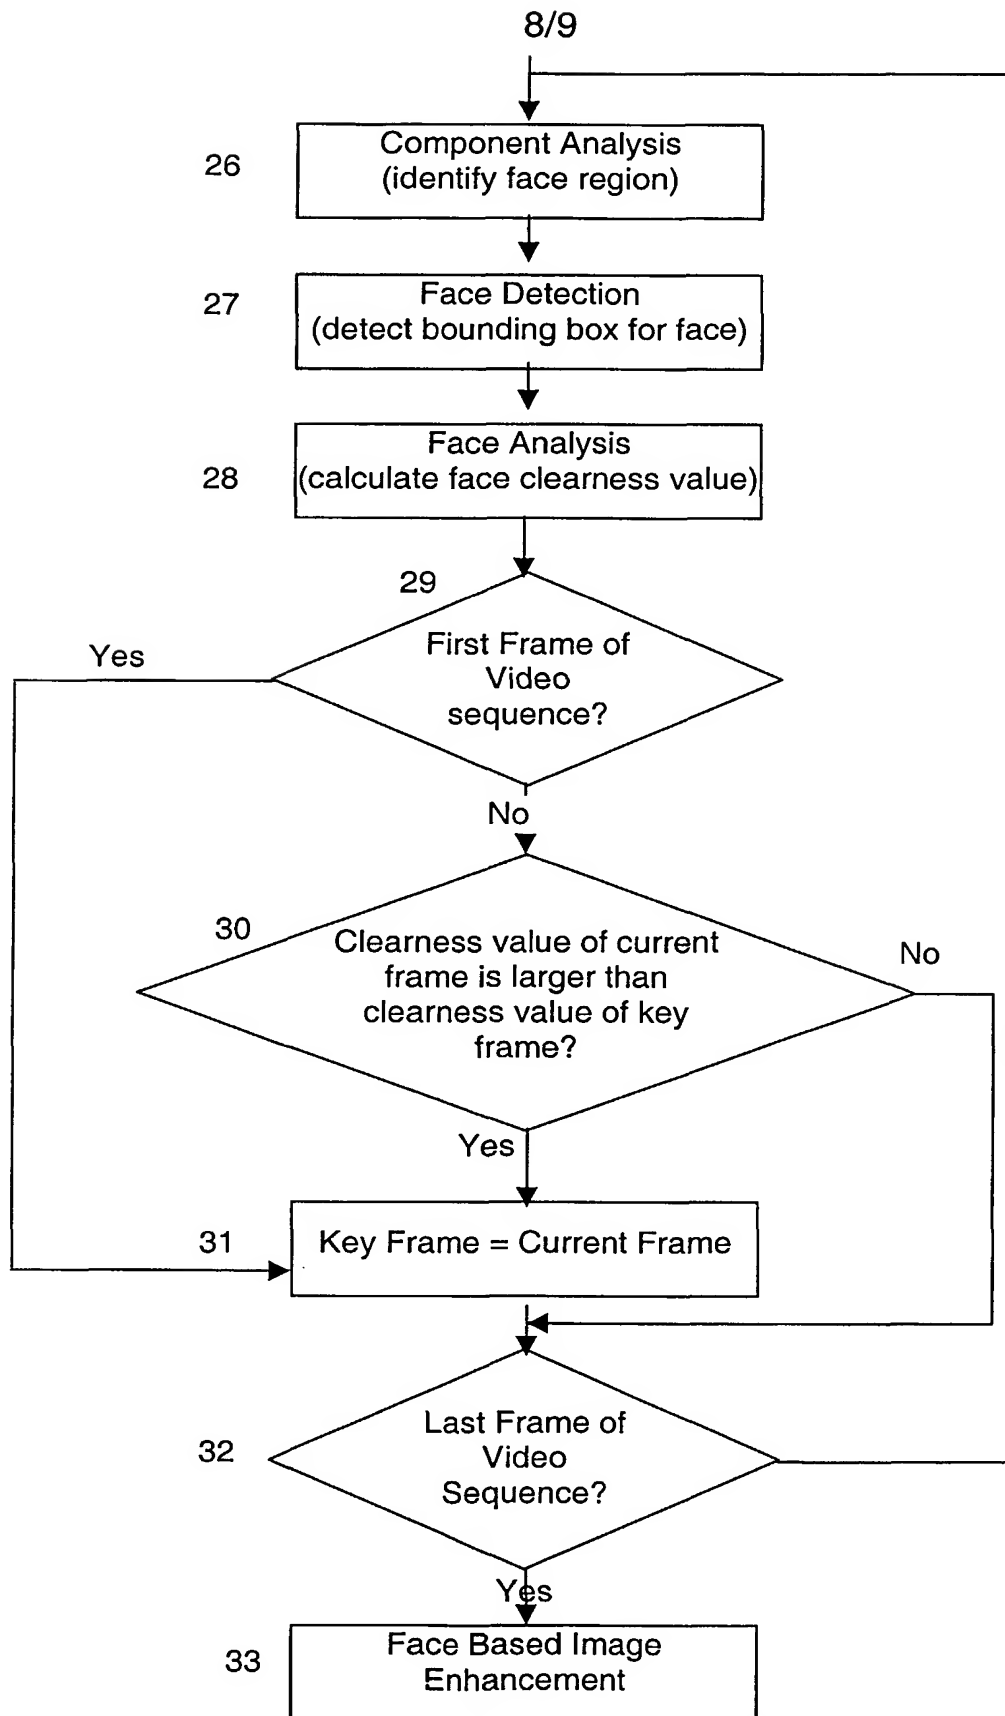 8/9
26
Component Analysis
(identify face region)
27
Face Detection
(detect bounding box for face)
28
Face Analysis
(calculate face clearness value)
29
Yes
First Frame of
Video
sequence?
No
30
Clearness value of current
frame is larger than
clearness value of key
frame?
No
Yes
31
Key Frame = Current Frame
32
Last Frame of
Video
Sequence?
Yes
33
Face Based Image
Enhancement